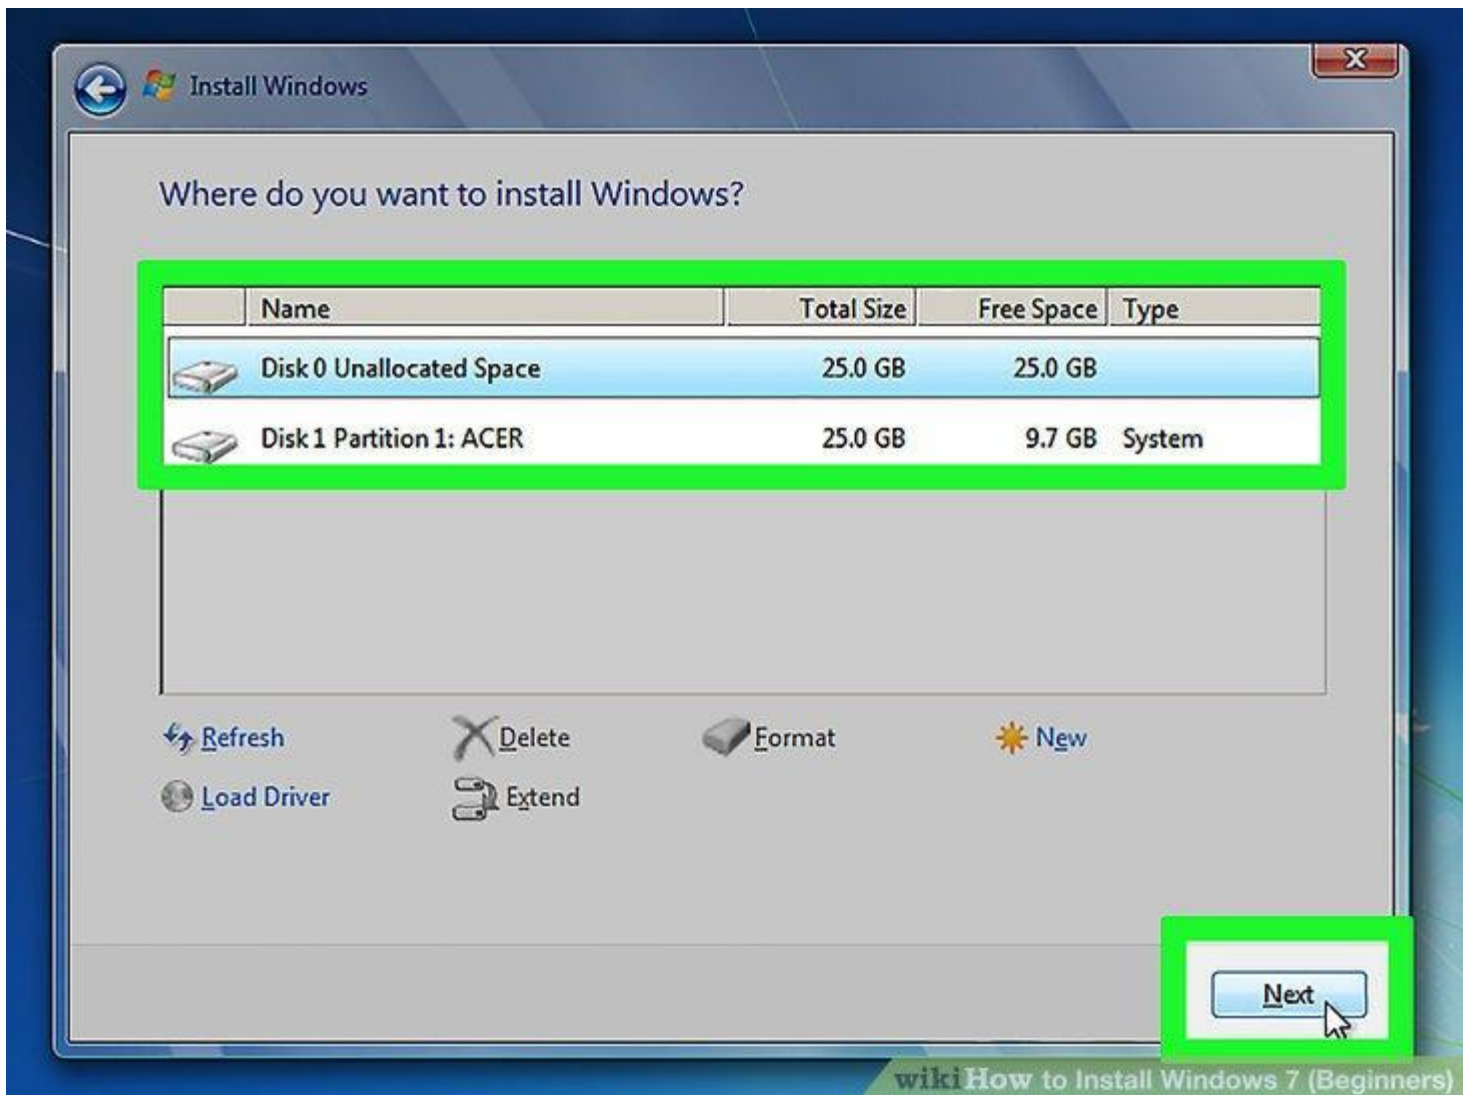 Install Windows
Where do you want to install Windows?
Name Total Size Free Space Type
Disk 0 Unallocated Space 25.0 GB 25.0 GB
Disk 1 Partition 1: ACER 25.0 GB 9.7 GB System
Refresh Delete Format New
Load Driver Extend
Next
wikiHow to Install Windows 7 (Beginners)